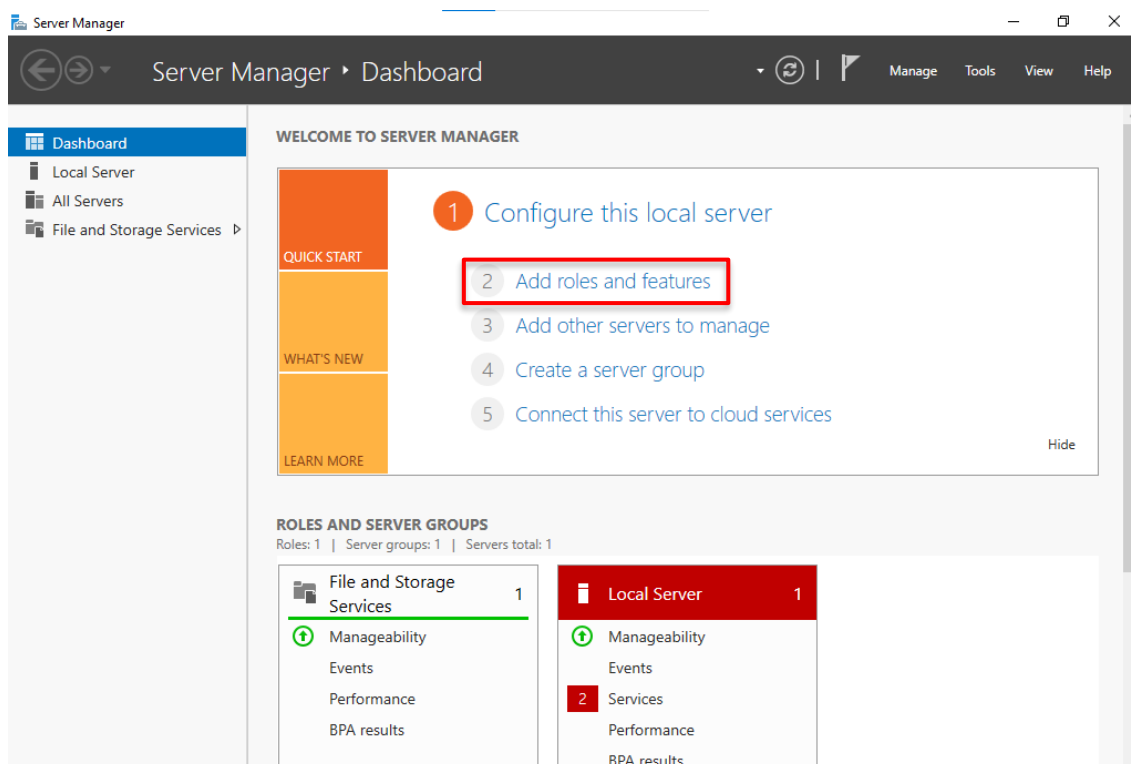 Server Manager
Server Manager ‣ Dashboard
Manage Tools View Help
Dashboard
Local Server
All Servers
File and Storage Services
WELCOME TO SERVER MANAGER
QUICK START
WHAT'S NEW
LEARN MORE
1 Configure this local server
2 Add roles and features
3 Add other servers to manage
4 Create a server group
5 Connect this server to cloud services
Hide
ROLES AND SERVER GROUPS
Roles: 1 | Server groups: 1 | Servers total: 1
File and Storage
Services
1
Manageability
Events
Performance
BPA results
Local Server 1
Manageability
Events
2 Services
Performance
BPA results